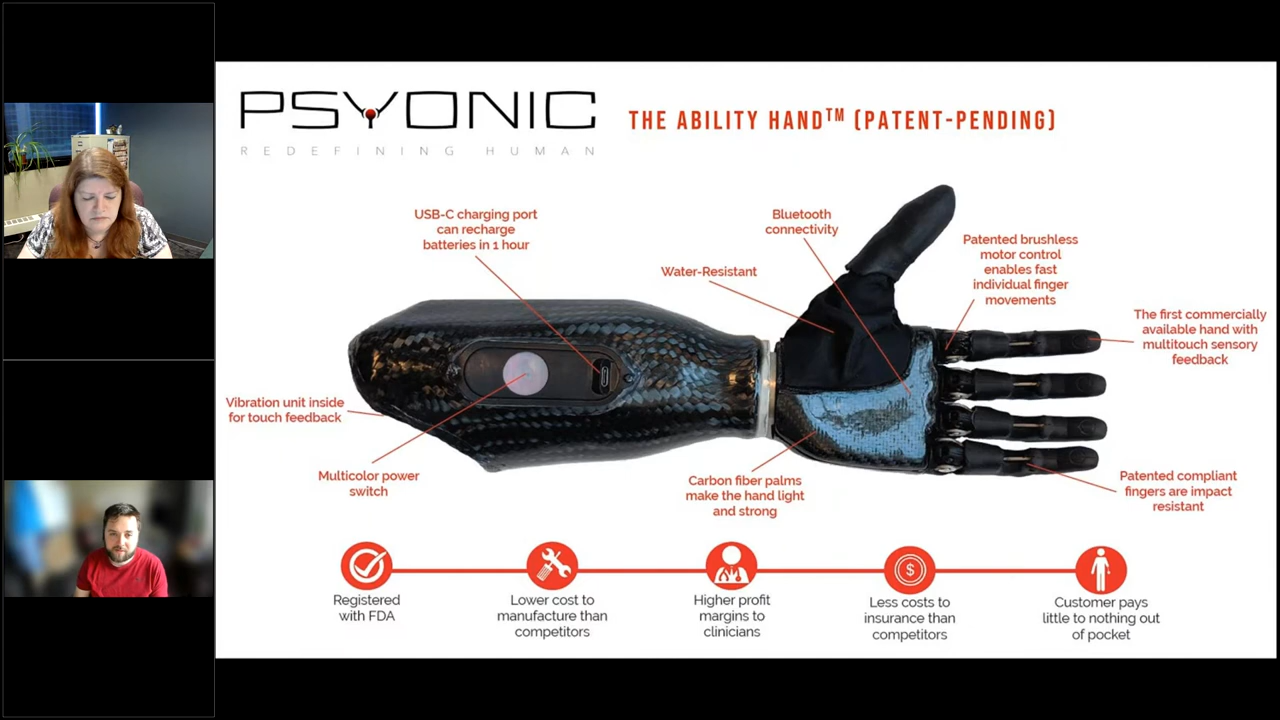 PSYONIC
REDEFINING HUMAN
THE ABILITY HAND™ (PATENT-PENDING)
USB-C charging port
can recharge
batteries in 1 hour
Bluetooth
connectivity
Water-Resistant
Patented brushless
motor control
enables fast
individual finger
movements
The first commercially
available hand with
multitouch sensory
feedback
Vibration unit inside
for touch feedback
Multicolor power
switch
Carbon fiber palms
make the hand light
and strong
Patented compliant
fingers are impact
resistant
Registered
with FDA
Lower cost to
manufacture than
competitors
Higher profit
margins to
clinicians
$
Less costs to
insurance than
competitors
Customer pays
little to nothing out
of pocket